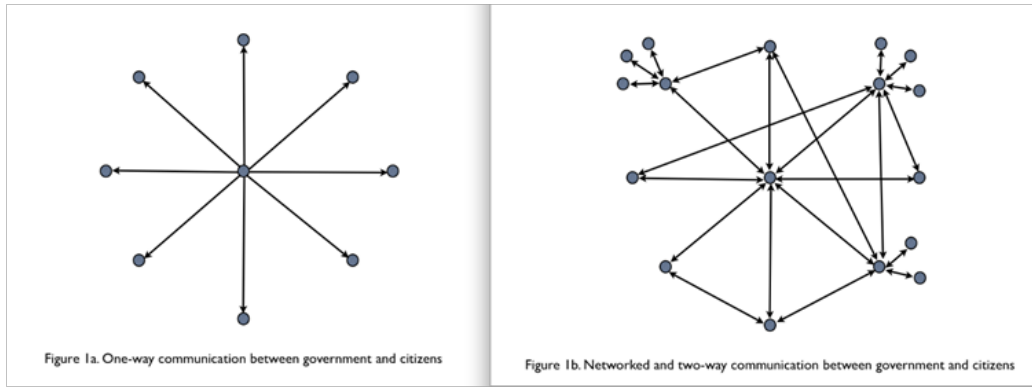 Figure 1a. One-way communication between government and citizens
Figure 1b. Networked and two-way communication between government and citizens